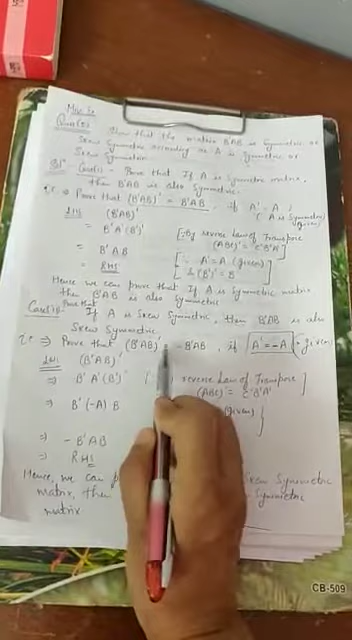 Show that the matrix B'AB is symmetric or
Skew Symmetric according as A is symmetric or
Skew Symmetric.
Prove that If A is symmetric matrix,
then B'AB is also Symmetric.
Prove that (B'AB)' = B'AB, if A' = A
(A is symmetric)
(given)
LHS (B'AB)'
= B'A'(B')' [∵ By reverse law of Transpose
(ABC)' = C'B'A']
= B'AB [∵ A' = A (given)
= RHS & (B')' = B]
Hence we can prove that If A is symmetric matrix
then B'AB is also Symmetric
Prove that
If A is Skew Symmetric, then B'AB is also
Skew Symmetric.
i.e. ⇒ Prove that (B'AB)' = -B'AB, if A' = -A (given)
LHS (B'AB)'
⇒ B'A'(B')' reverse Law of Transpose]
(ABC)' = C'B'A'
⇒ B'(-A) B (given)
⇒ -B'AB
⇒ RHS
Hence, we can Skew Symmetric
matrix, then Symmetric
matrix
CB-509